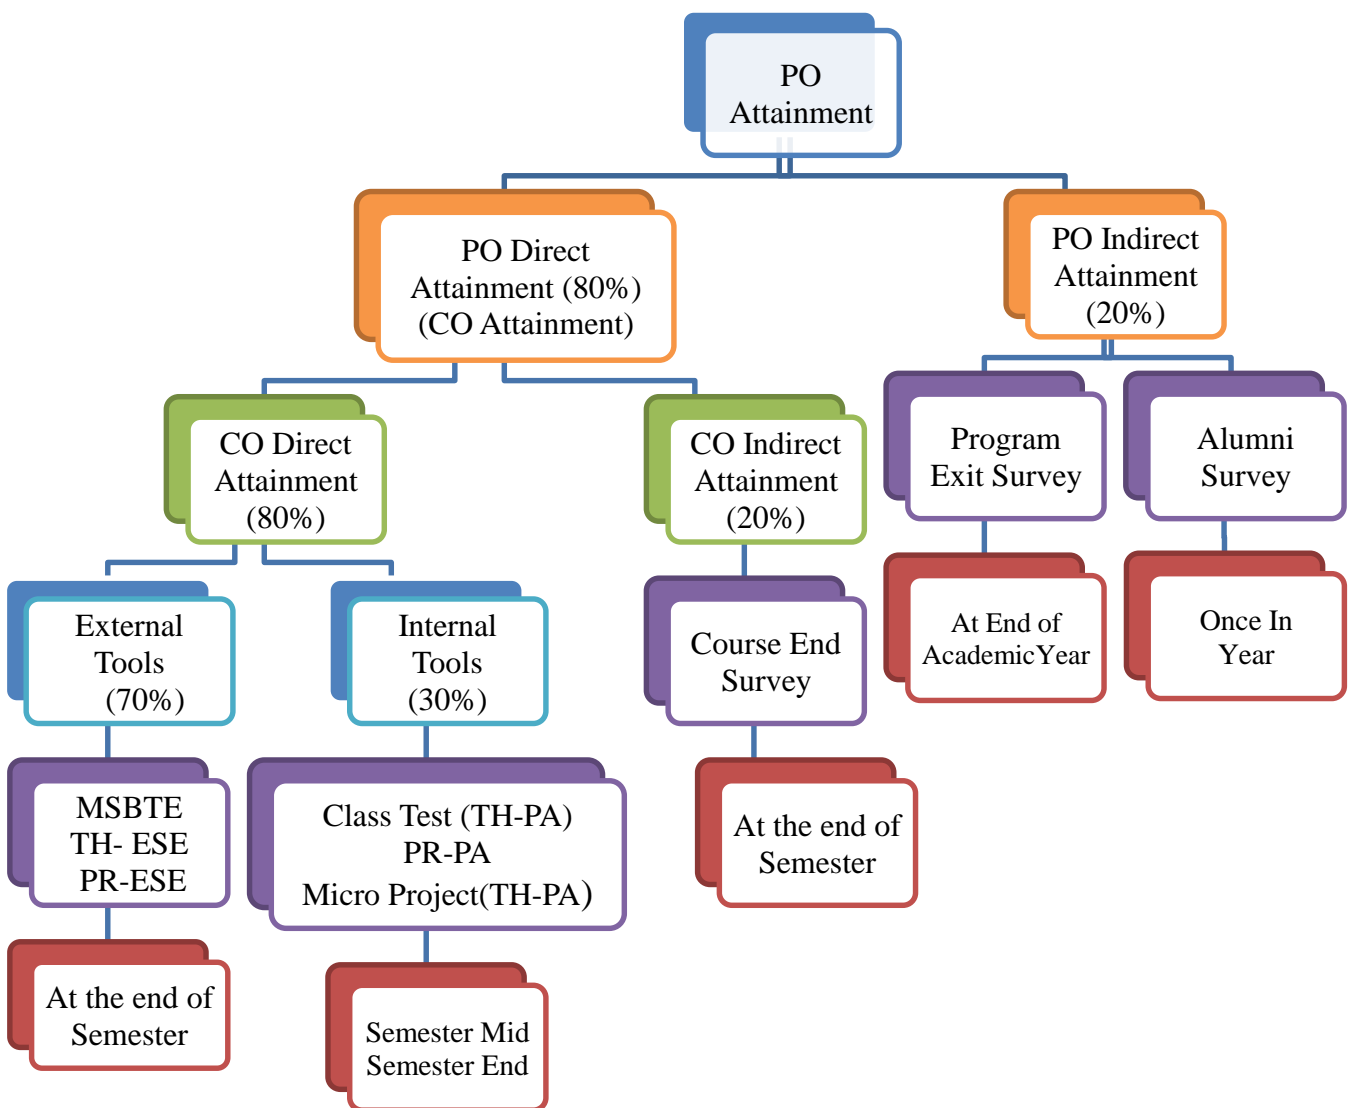 PO
Attainment
PO Direct
Attainment (80%)
(CO Attainment)
PO Indirect
Attainment
(20%)
CO Direct
Attainment
(80%)
CO Indirect
Attainment
(20%)
Program
Exit Survey
Alumni
Survey
External
Tools
(70%)
Internal
Tools
(30%)
Course End
Survey
At End of
AcademicYear
Once In
Year
MSBTE
TH- ESE
PR-ESE
Class Test (TH-PA)
PR-PA
Micro Project(TH-PA)
At the end of
Semester
At the end of
Semester
Semester Mid
Semester End